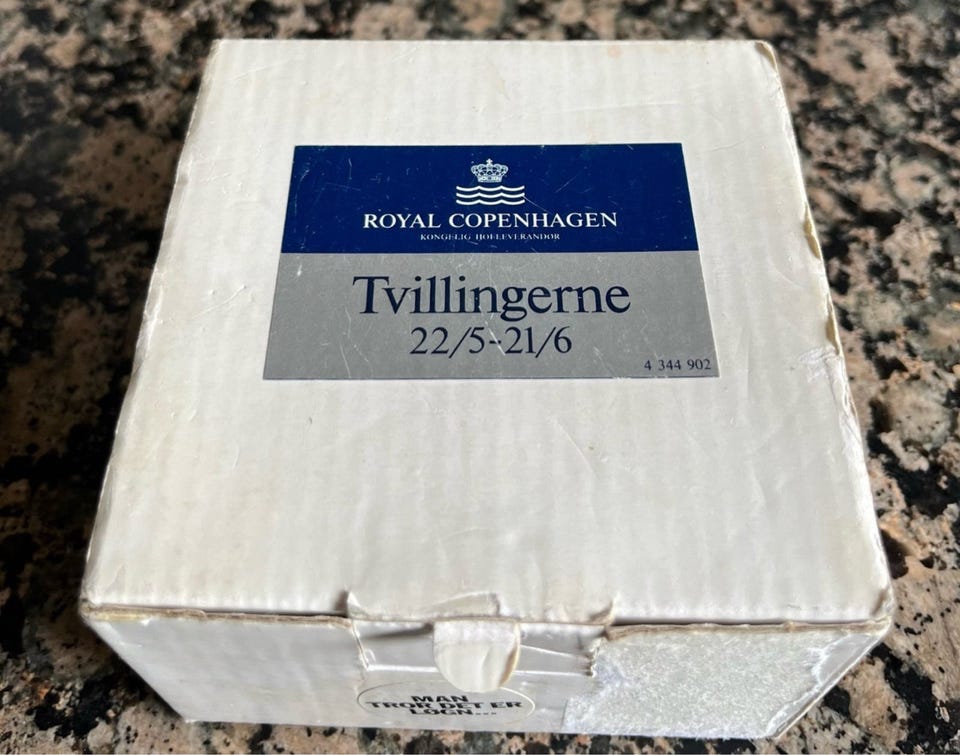 ROYAL COPENHAGEN
KONGELIG HOFLEVERANDØR
Tvillingerne
22/5-21/6
4 344 902
MAN
TROR DET ER
LØGN...